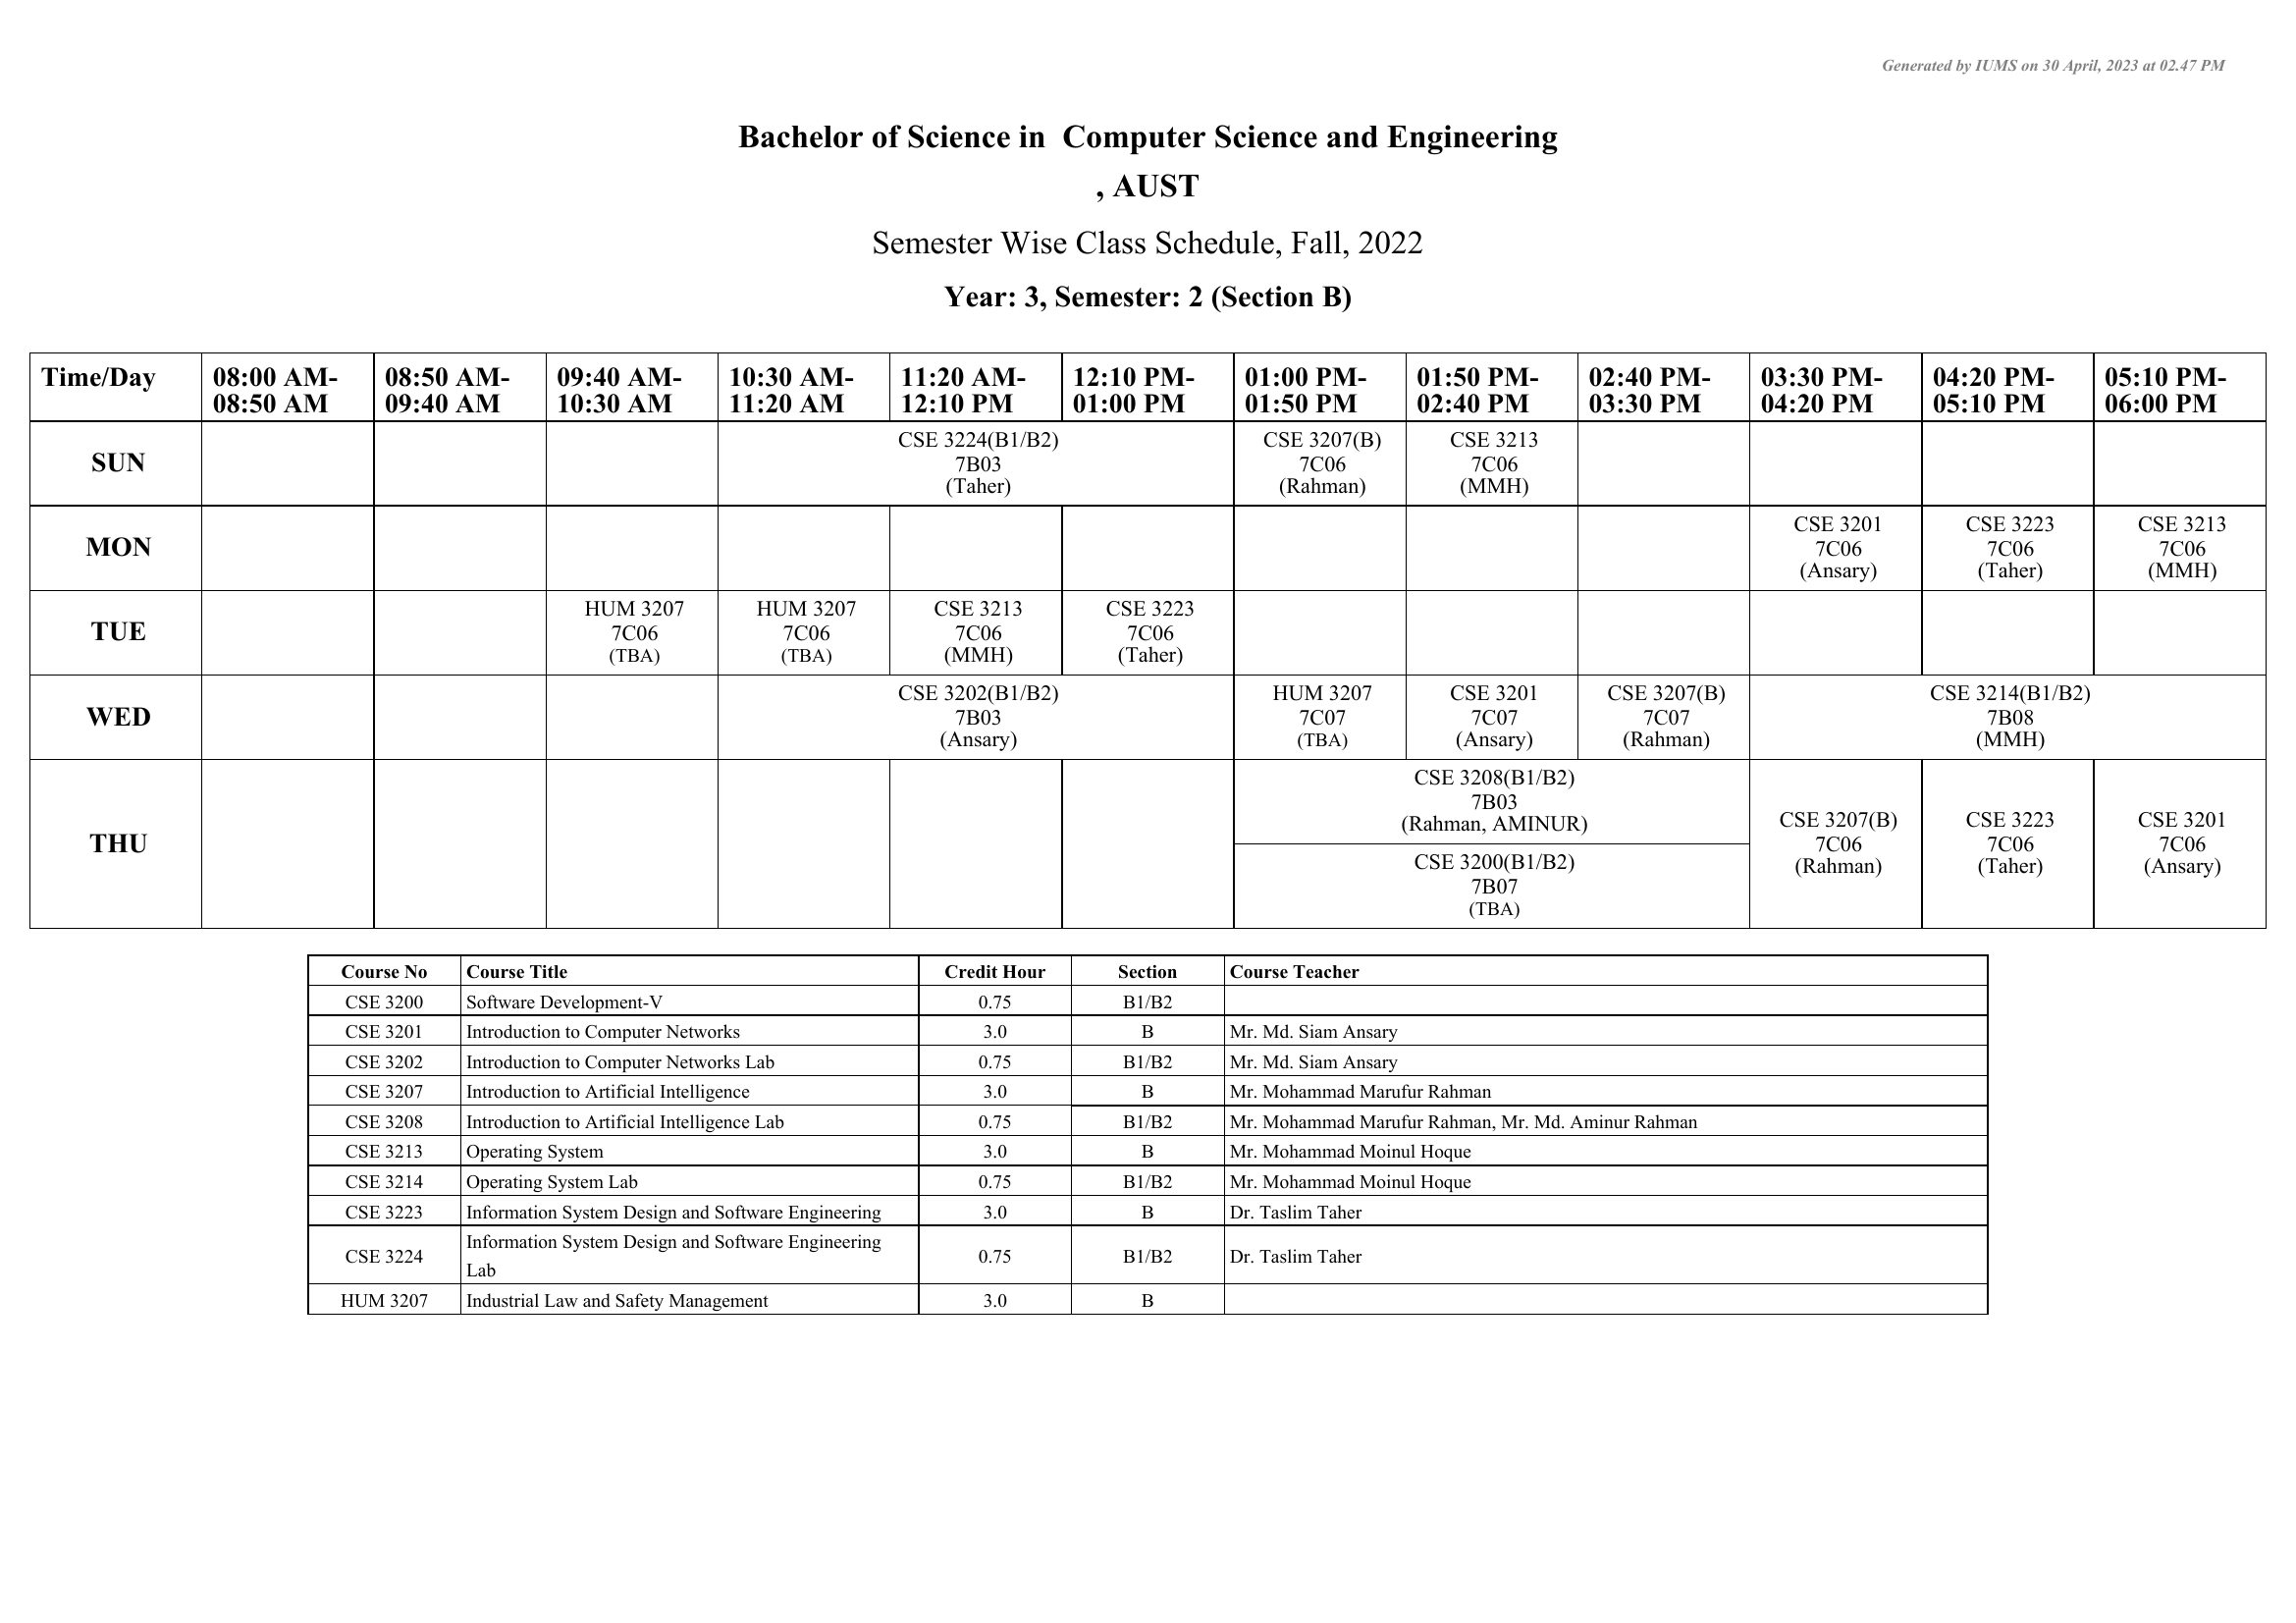 Generated by IUMS on 30 April, 2023 at 02.47 PM
Bachelor of Science in  Computer Science and Engineering
, AUST
Semester Wise Class Schedule, Fall, 2022
Year: 3, Semester: 2 (Section B)
Time/Day 08:00 AM-08:50 AM 08:50 AM-09:40 AM 09:40 AM-10:30 AM 10:30 AM-11:20 AM 11:20 AM-12:10 PM 12:10 PM-01:00 PM 01:00 PM-01:50 PM 01:50 PM-02:40 PM 02:40 PM-03:30 PM 03:30 PM-04:20 PM 04:20 PM-05:10 PM 05:10 PM-06:00 PM
SUN
CSE 3224(B1/B2)
7B03
(Taher)
CSE 3207(B)
7C06
(Rahman)
CSE 3213
7C06
(MMH)
MON
CSE 3201
7C06
(Ansary)
CSE 3223
7C06
(Taher)
CSE 3213
7C06
(MMH)
TUE
HUM 3207
7C06
(TBA)
HUM 3207
7C06
(TBA)
CSE 3213
7C06
(MMH)
CSE 3223
7C06
(Taher)
WED
CSE 3202(B1/B2)
7B03
(Ansary)
HUM 3207
7C07
(TBA)
CSE 3201
7C07
(Ansary)
CSE 3207(B)
7C07
(Rahman)
CSE 3214(B1/B2)
7B08
(MMH)
THU
CSE 3208(B1/B2)
7B03
(Rahman, AMINUR)
CSE 3200(B1/B2)
7B07
(TBA)
CSE 3207(B)
7C06
(Rahman)
CSE 3223
7C06
(Taher)
CSE 3201
7C06
(Ansary)
Course No Course Title Credit Hour Section Course Teacher
CSE 3200 Software Development-V 0.75 B1/B2
CSE 3201 Introduction to Computer Networks 3.0 B Mr. Md. Siam Ansary
CSE 3202 Introduction to Computer Networks Lab 0.75 B1/B2 Mr. Md. Siam Ansary
CSE 3207 Introduction to Artificial Intelligence 3.0 B Mr. Mohammad Marufur Rahman
CSE 3208 Introduction to Artificial Intelligence Lab 0.75 B1/B2 Mr. Mohammad Marufur Rahman, Mr. Md. Aminur Rahman
CSE 3213 Operating System 3.0 B Mr. Mohammad Moinul Hoque
CSE 3214 Operating System Lab 0.75 B1/B2 Mr. Mohammad Moinul Hoque
CSE 3223 Information System Design and Software Engineering 3.0 B Dr. Taslim Taher
CSE 3224 Information System Design and Software Engineering Lab 0.75 B1/B2 Dr. Taslim Taher
HUM 3207 Industrial Law and Safety Management 3.0 B